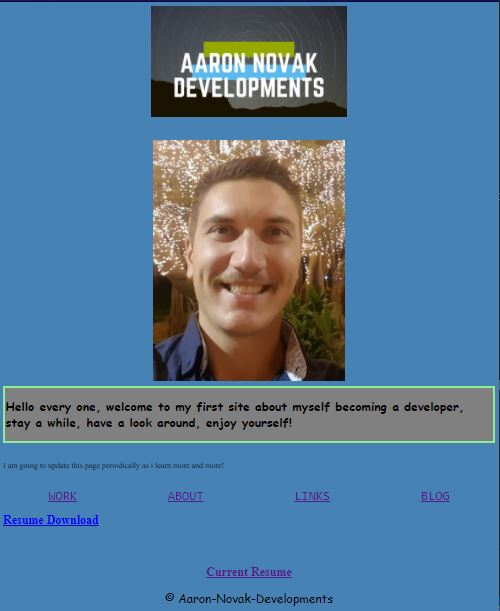 AARON NOVAK
DEVELOPMENTS
Hello every one, welcome to my first site about myself becoming a developer,
stay a while, have a look around, enjoy yourself!
I am going to update this page periodically as i learn more and more!
WORK ABOUT LINKS BLOG
Resume Download
Current Resume
© Aaron-Novak-Developments